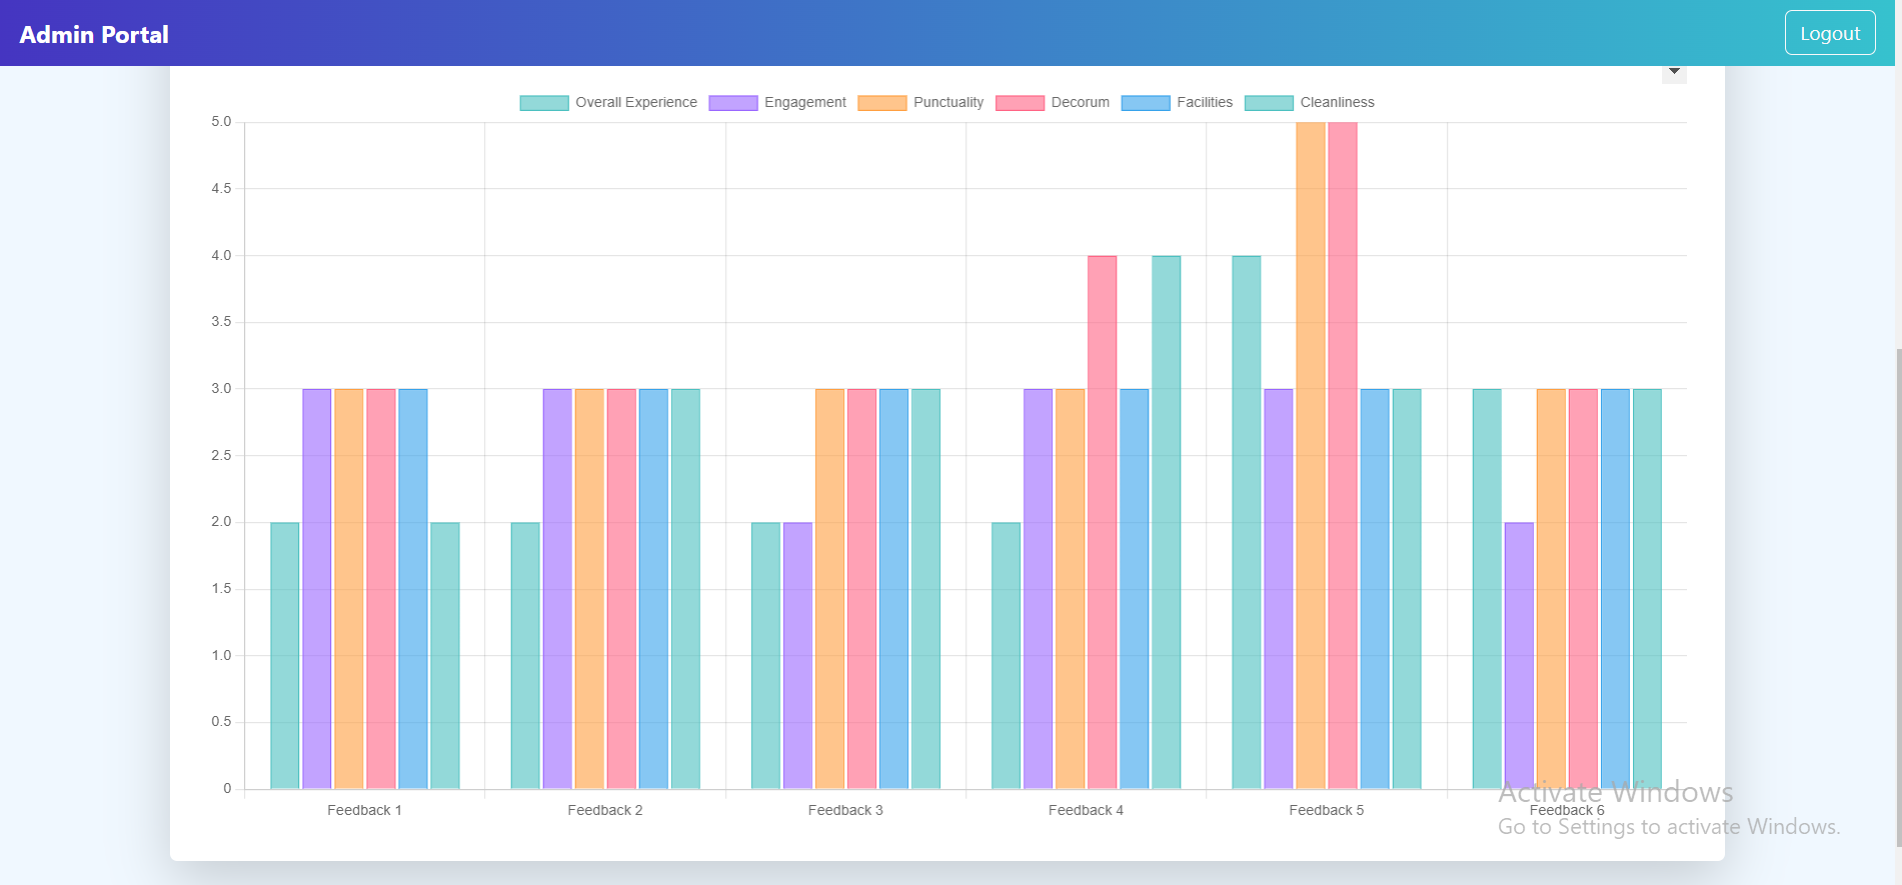 Admin Portal
Logout
Overall Experience Engagement Punctuality Decorum Facilities Cleanliness
5.0
4.5
4.0
3.5
3.0
2.5
2.0
1.5
1.0
0.5
0
Feedback 1 Feedback 2 Feedback 3 Feedback 4 Feedback 5 Feedback 6
Activate Windows
Go to Settings to activate Windows.